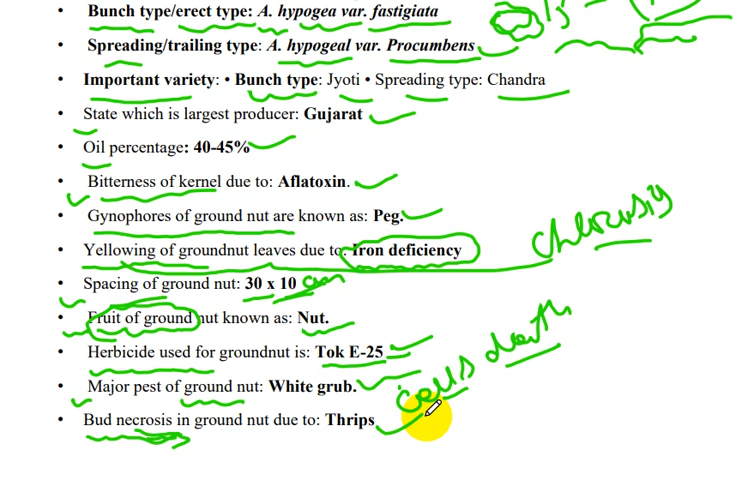 • Bunch type/erect type: A. hypogea var. fastigiata
• Spreading/trailing type: A. hypogeal var. Procumbens
• Important variety: • Bunch type: Jyoti • Spreading type: Chandra
• State which is largest producer: Gujarat
• Oil percentage: 40-45%
• Bitterness of kernel due to: Aflatoxin.
• Gynophores of ground nut are known as: Peg.
• Yellowing of groundnut leaves due to: Iron deficiency
• Spacing of ground nut: 30 x 10 cm
• Fruit of ground nut known as: Nut.
• Herbicide used for groundnut is: Tok E-25
• Major pest of ground nut: White grub.
• Bud necrosis in ground nut due to: Thrips
death